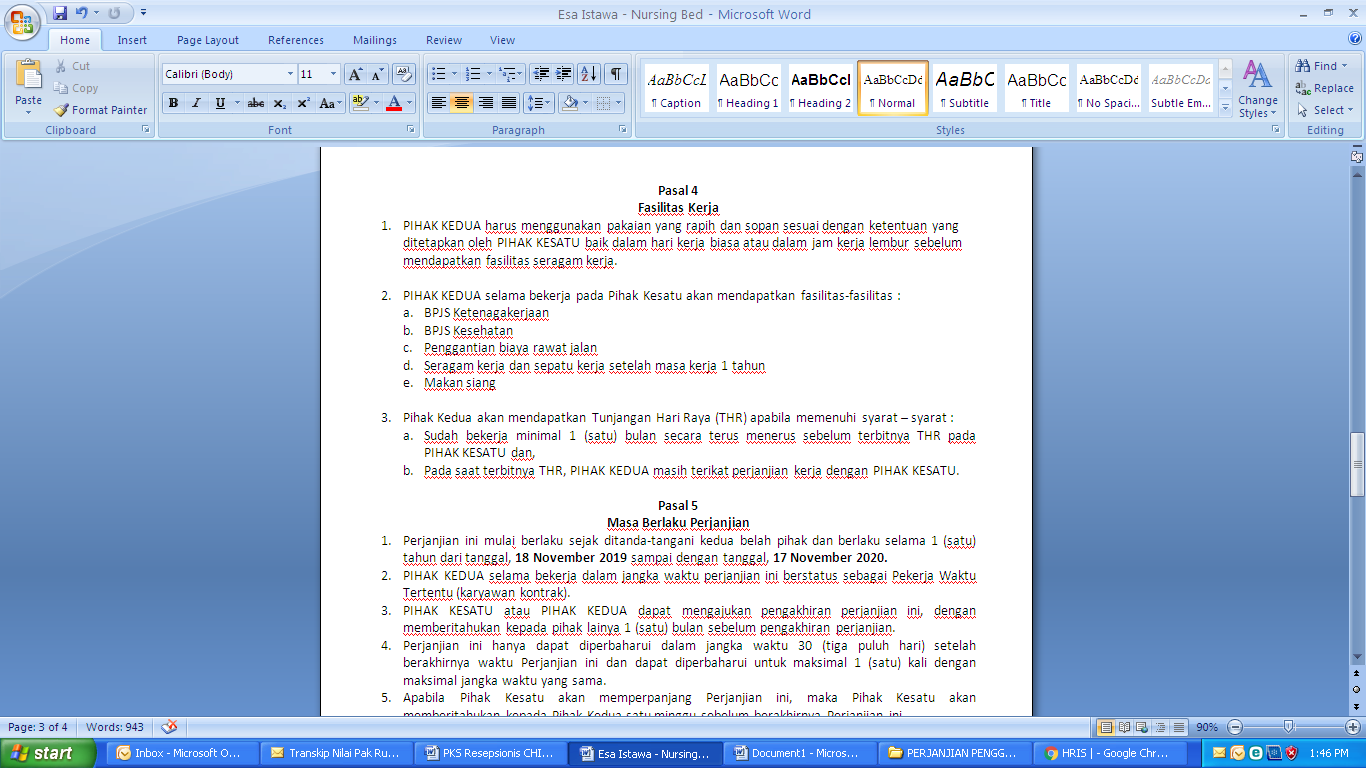 Esa Istawa - Nursing Bed - Microsoft Word
Home Insert Page Layout References Mailings Review View
Paste
Cut
Copy
Format Painter
Clipboard
Calibri (Body) 11
B I U abc x₂ x² Aa A
Font
Paragraph
AaBbCcI AaBbCc AaBbCcI AaBbCcDd AaBbC AaBbCc AaBbCcDd AaBbCcDc
¶ Caption ¶ Heading 1 ¶ Heading 2 ¶ Normal ¶ Subtitle ¶ Title ¶ No Spaci... Subtle Em...
Change Styles
Styles
Find
Replace
Select
Editing
Pasal 4
Fasilitas Kerja
1. PIHAK KEDUA harus menggunakan pakaian yang rapih dan sopan sesuai dengan ketentuan yang
ditetapkan oleh PIHAK KESATU baik dalam hari kerja biasa atau dalam jam kerja lembur sebelum
mendapatkan fasilitas seragam kerja.
2. PIHAK KEDUA selama bekerja pada Pihak Kesatu akan mendapatkan fasilitas-fasilitas :
a. BPJS Ketenagakerjaan
b. BPJS Kesehatan
c. Penggantian biaya rawat jalan
d. Seragam kerja dan sepatu kerja setelah masa kerja 1 tahun
e. Makan siang
3. Pihak Kedua akan mendapatkan Tunjangan Hari Raya (THR) apabila memenuhi syarat – syarat :
a. Sudah bekerja minimal 1 (satu) bulan secara terus menerus sebelum terbitnya THR pada
PIHAK KESATU dan,
b. Pada saat terbitnya THR, PIHAK KEDUA masih terikat perjanjian kerja dengan PIHAK KESATU.
Pasal 5
Masa Berlaku Perjanjian
1. Perjanjian ini mulai berlaku sejak ditanda-tangani kedua belah pihak dan berlaku selama 1 (satu)
tahun dari tanggal, 18 November 2019 sampai dengan tanggal, 17 November 2020.
2. PIHAK KEDUA selama bekerja dalam jangka waktu perjanjian ini berstatus sebagai Pekerja Waktu
Tertentu (karyawan kontrak).
3. PIHAK KESATU atau PIHAK KEDUA dapat mengajukan pengakhiran perjanjian ini, dengan
memberitahukan kepada pihak lainya 1 (satu) bulan sebelum pengakhiran perjanjian.
4. Perjanjian ini hanya dapat diperbaharui dalam jangka waktu 30 (tiga puluh hari) setelah
berakhirnya waktu Perjanjian ini dan dapat diperbaharui untuk maksimal 1 (satu) kali dengan
maksimal jangka waktu yang sama.
5. Apabila Pihak Kesatu akan memperpanjang Perjanjian ini, maka Pihak Kesatu akan
memberitahukan kepada Pihak Kedua satu minggu sebelum berakhirnya Perjanjian ini
Page: 3 of 4 Words: 943 90%
start Inbox - Microsoft O... Transkip Nilai Pak Ru... PKS Resepsionis CHI... Esa Istawa - Nursing... Document1 - Micros... PERJANJIAN PENGG... HRIS | - Google Chr... 1:46 PM